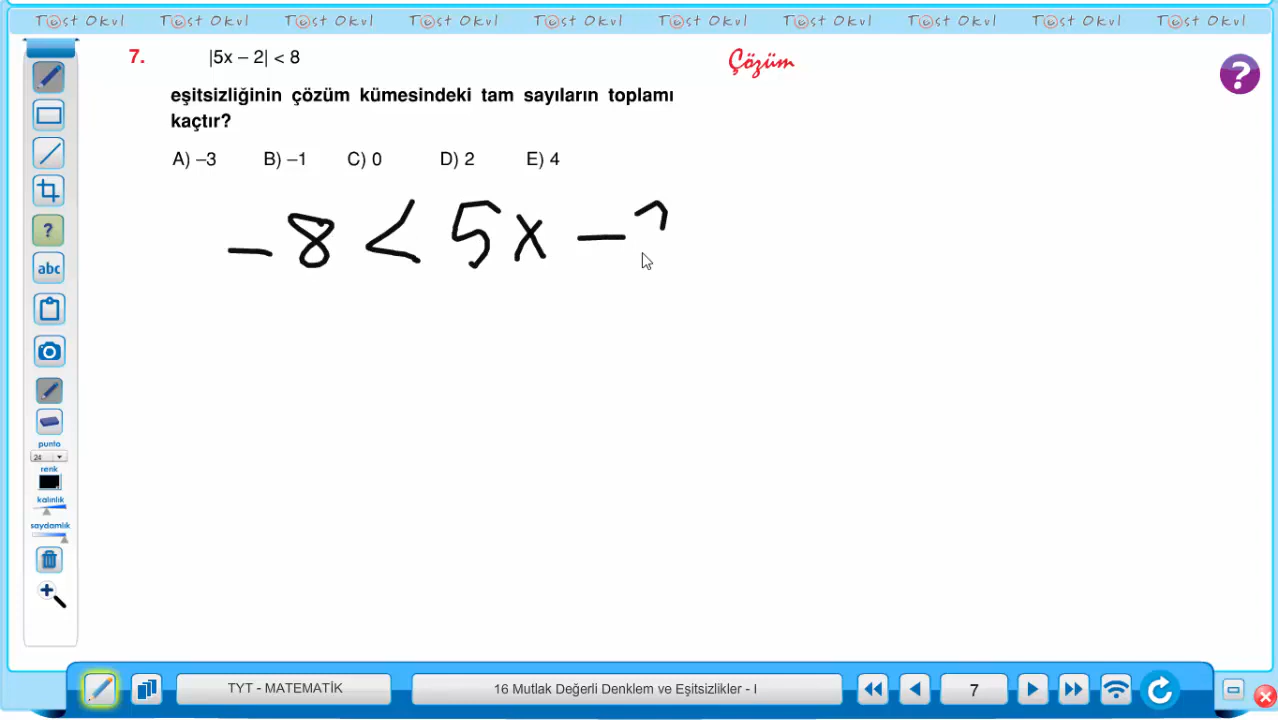 Test Okul Test Okul Test Okul Test Okul Test Okul Test Okul Test Okul Test Okul Test Okul Test Okul
7. |5x – 2| < 8
Çözüm
?
eşitsizliğinin çözüm kümesindeki tam sayıların toplamı
kaçtır?
A) –3 B) –1 C) 0 D) 2 E) 4
– 8 < 5x –
?
abc
punto
24
renk
kalınlık
saydamlık
TYT - MATEMATİK
16 Mutlak Değerli Denklem ve Eşitsizlikler - I
7